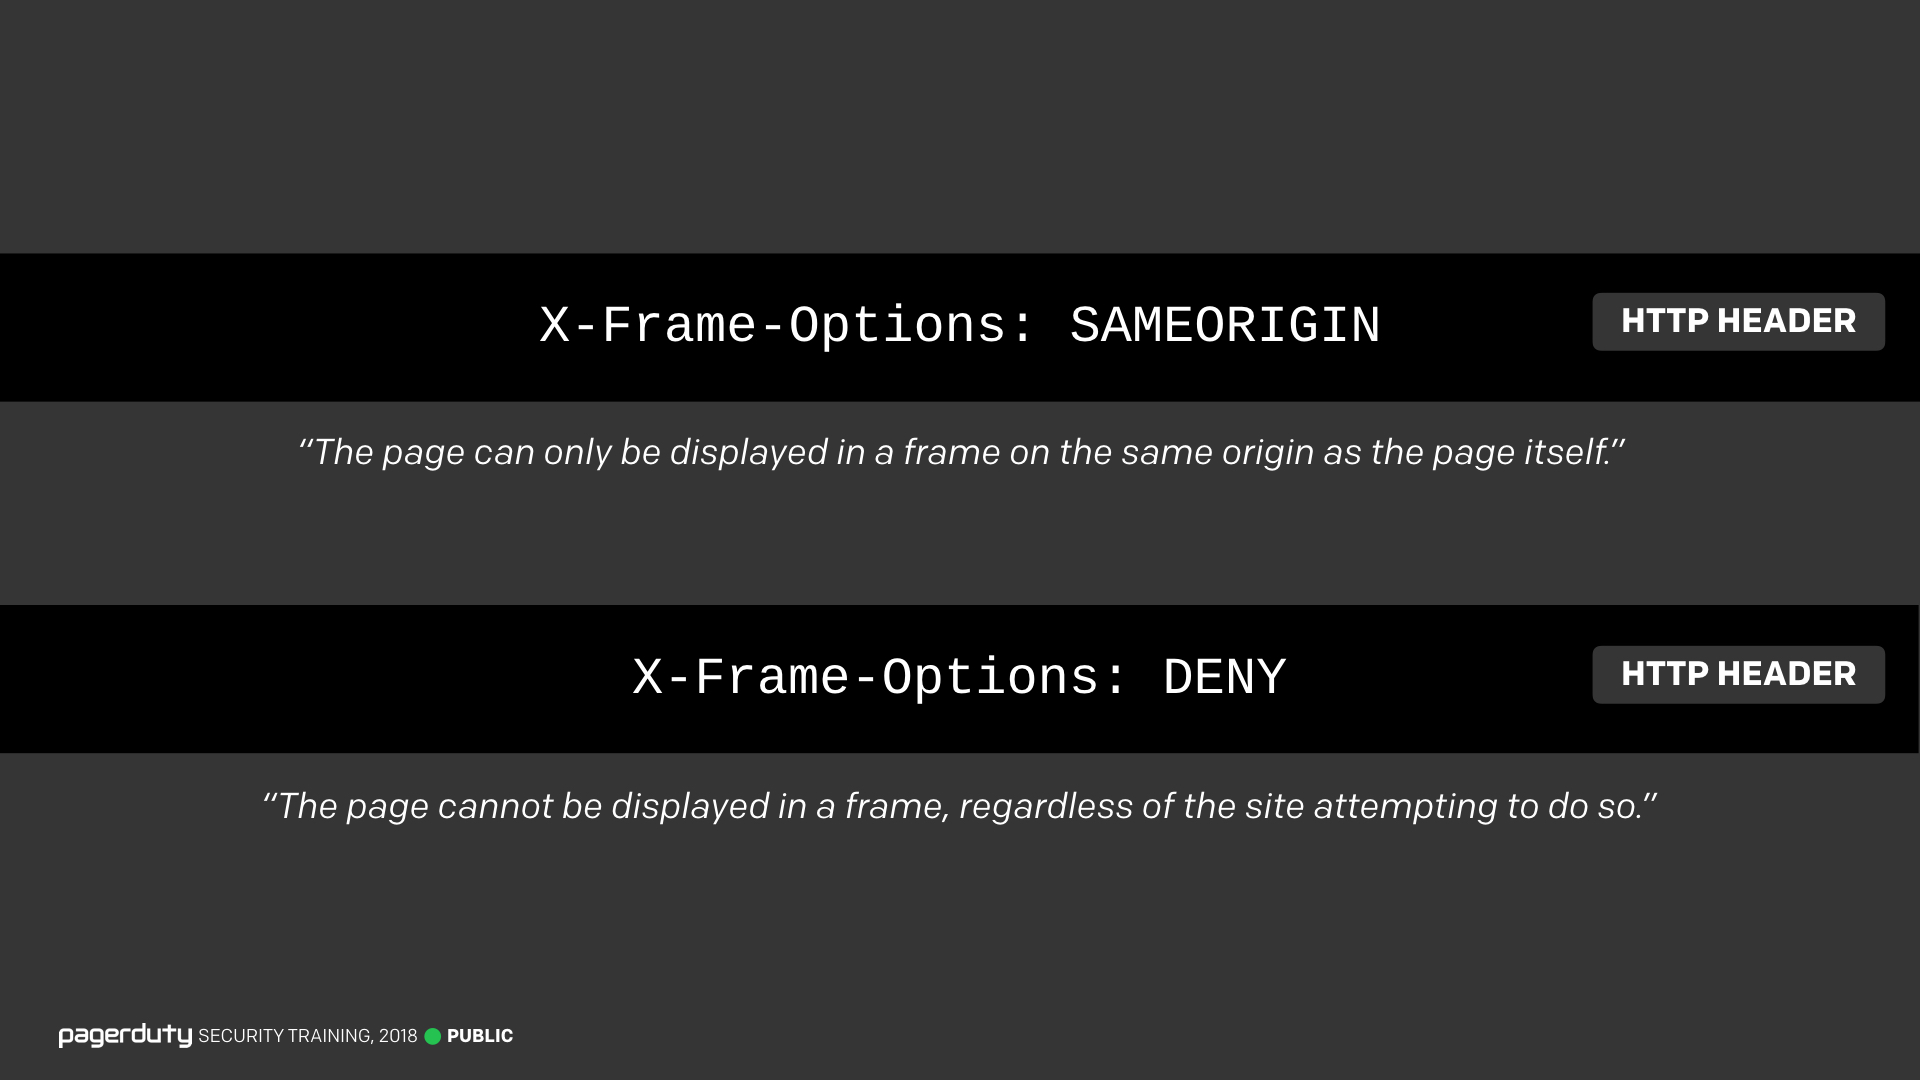 X-Frame-Options: SAMEORIGIN
HTTP HEADER
“The page can only be displayed in a frame on the same origin as the page itself.”
X-Frame-Options: DENY
HTTP HEADER
“The page cannot be displayed in a frame, regardless of the site attempting to do so.”
pagerduty SECURITY TRAINING, 2018 PUBLIC